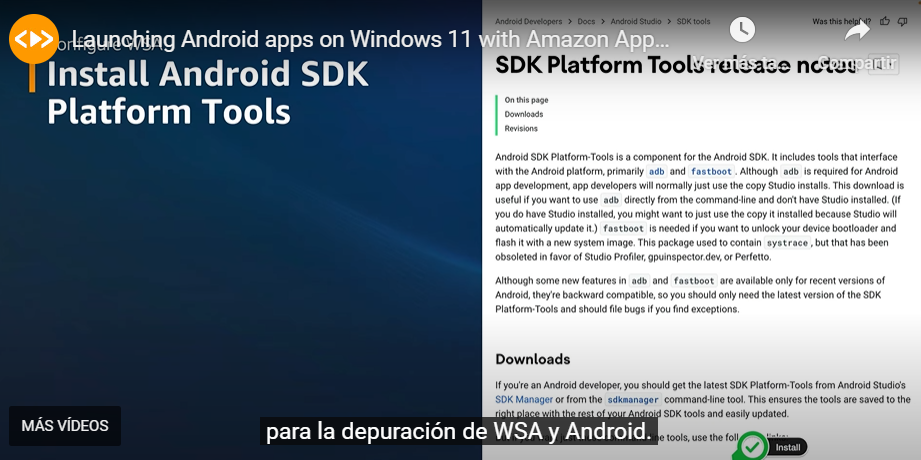 Launching Android apps on Windows 11 with Amazon App...
Configure WSA
Install Android SDK
Platform Tools
MÁS VÍDEOS
Android Developers > Docs > Android Studio > SDK tools
Was this helpful?
Ver más ta...
Compartir
SDK Platform Tools release notes
On this page
Downloads
Revisions
Android SDK Platform-Tools is a component for the Android SDK. It includes tools that interface
with the Android platform, primarily adb and fastboot. Although adb is required for Android
app development, app developers will normally just use the copy Studio installs. This download is
useful if you want to use adb directly from the command-line and don't have Studio installed. (If
you do have Studio installed, you might want to just use the copy it installed because Studio will
automatically update it.) fastboot is needed if you want to unlock your device bootloader and
flash it with a new system image. This package used to contain systrace, but that has been
obsoleted in favor of Studio Profiler, gpuinspector.dev, or Perfetto.
Although some new features in adb and fastboot are available only for recent versions of
Android, they're backward compatible, so you should only need the latest version of the SDK
Platform-Tools and should file bugs if you find exceptions.
Downloads
If you're an Android developer, you should get the latest SDK Platform-Tools from Android Studio's
SDK Manager or from the sdkmanager command-line tool. This ensures the tools are saved to the
right place with the rest of your Android SDK tools and easily updated.
tools, use the
Install
para la depuración de WSA y Android.